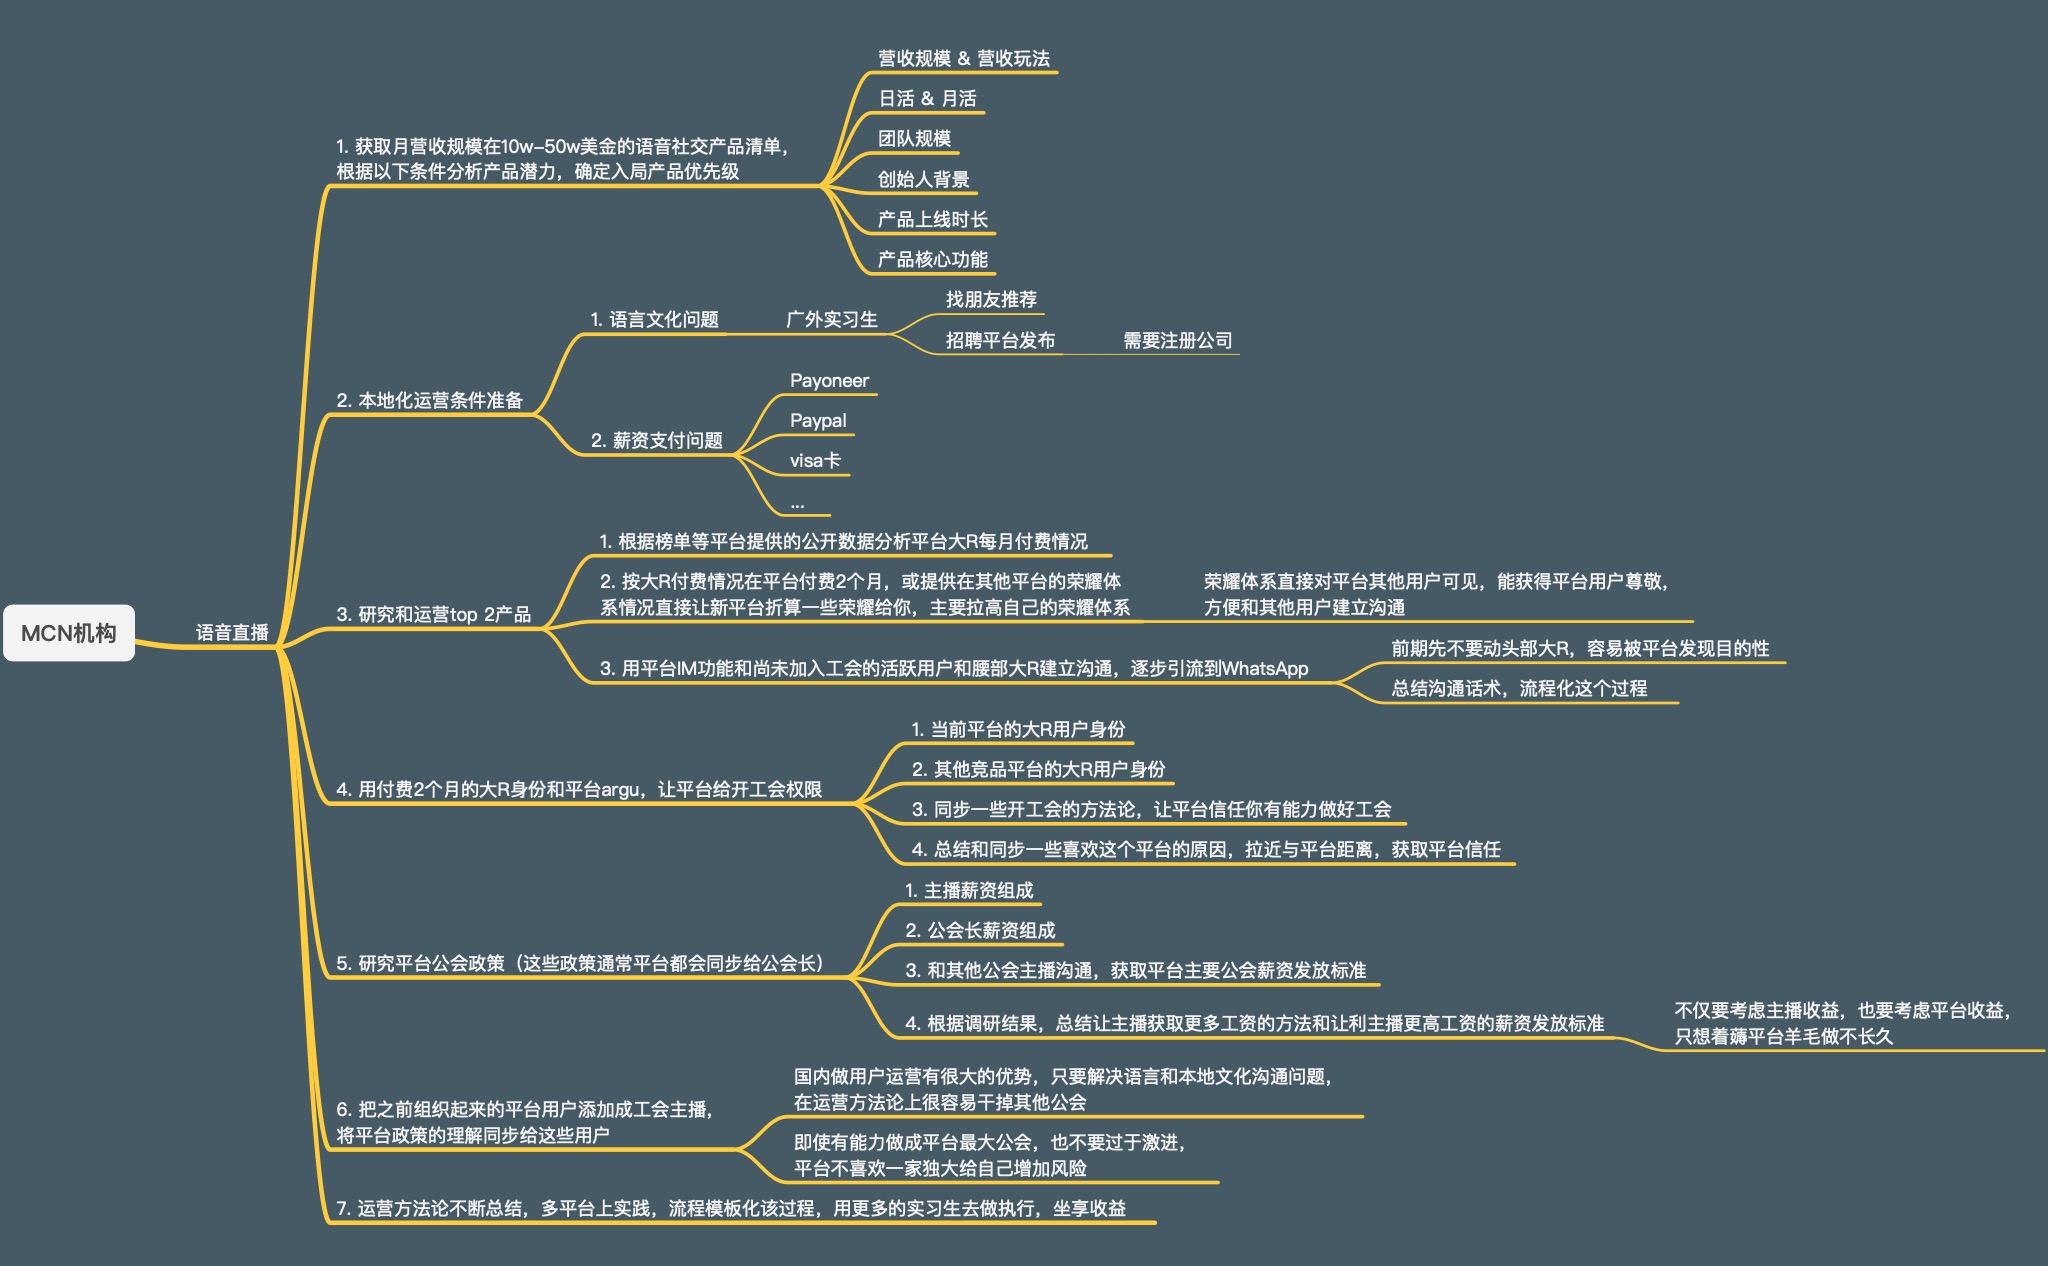 MCN机构
语音直播
1. 获取月营收规模在10w-50w美金的语音社交产品清单，
根据以下条件分析产品潜力，确定入局产品优先级
营收规模 & 营收玩法
日活 & 月活
团队规模
创始人背景
产品上线时长
产品核心功能
2. 本地化运营条件准备
1. 语言文化问题
广外实习生
找朋友推荐
招聘平台发布
需要注册公司
2. 薪资支付问题
Payoneer
Paypal
visa卡
...
3. 研究和运营top 2产品
1. 根据榜单等平台提供的公开数据分析平台大R每月付费情况
2. 按大R付费情况在平台付费2个月，或提供在其他平台的荣耀体
系情况直接让新平台折算一些荣耀给你，主要拉高自己的荣耀体系
荣耀体系直接对平台其他用户可见，能获得平台用户尊敬，
方便和其他用户建立沟通
3. 用平台IM功能和尚未加入工会的活跃用户和腰部大R建立沟通，逐步引流到WhatsApp
前期先不要动头部大R，容易被平台发现目的性
总结沟通话术，流程化这个过程
4. 用付费2个月的大R身份和平台argu，让平台给开工会权限
1. 当前平台的大R用户身份
2. 其他竞品平台的大R用户身份
3. 同步一些开工会的方法论，让平台信任你有能力做好工会
4. 总结和同步一些喜欢这个平台的原因，拉近与平台距离，获取平台信任
5. 研究平台公会政策（这些政策通常平台都会同步给公会长）
1. 主播薪资组成
2. 公会长薪资组成
3. 和其他公会主播沟通，获取平台主要公会薪资发放标准
4. 根据调研结果，总结让主播获取更多工资的方法和让利主播更高工资的薪资发放标准
不仅要考虑主播收益，也要考虑平台收益，
只想着薅平台羊毛做不长久
6. 把之前组织起来的平台用户添加成工会主播，
将平台政策的理解同步给这些用户
国内做用户运营有很大的优势，只要解决语言和本地文化沟通问题，
在运营方法论上很容易干掉其他公会
即使有能力做成平台最大公会，也不要过于激进，
平台不喜欢一家独大给自己增加风险
7. 运营方法论不断总结，多平台上实践，流程模板化该过程，用更多的实习生去做执行，坐享收益